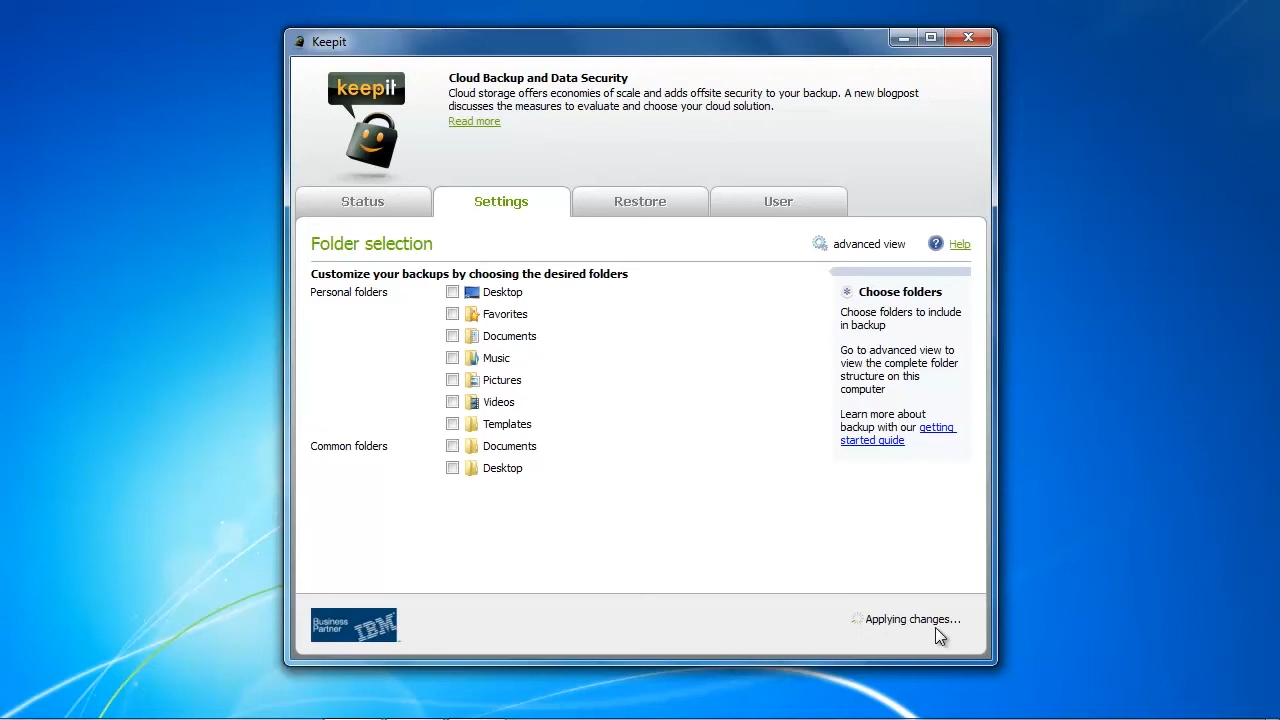 Keepit
keepit
Cloud Backup and Data Security
Cloud storage offers economies of scale and adds offsite security to your backup. A new blogpost
discusses the measures to evaluate and choose your cloud solution.
Read more
Status
Settings
Restore
User
Folder selection
advanced view
? Help
Customize your backups by choosing the desired folders
Personal folders
Desktop
Favorites
Documents
Music
Pictures
Videos
Templates
Common folders
Documents
Desktop
Choose folders
Choose folders to include
in backup
Go to advanced view to
view the complete folder
structure on this
computer
Learn more about
backup with our getting
started guide
Business
Partner
IBM
Applying changes...